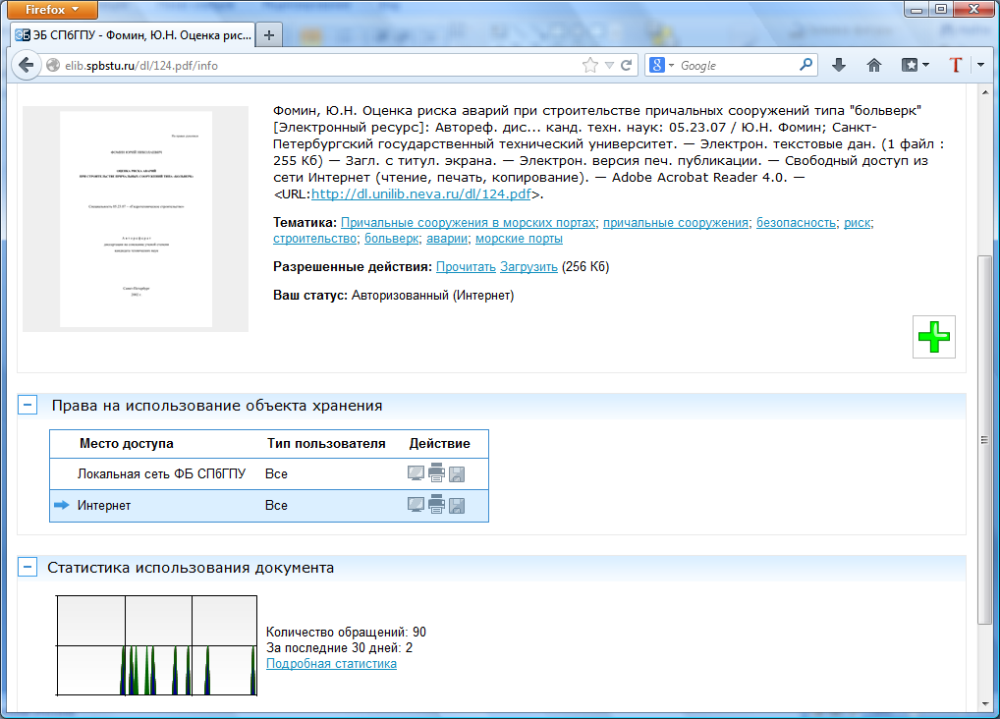 Firefox
ЭБ СПбГПУ - Фомин, Ю.Н. Оценка рис...
elib.spbstu.ru/dl/124.pdf/info
Google
Фомин, Ю.Н. Оценка риска аварий при строительстве причальных сооружений типа "больверк"
[Электронный ресурс]: Автореф. дис... канд. техн. наук: 05.23.07 / Ю.Н. Фомин; Санкт-
Петербургский государственный технический университет. — Электрон. текстовые дан. (1 файл :
255 Кб) — Загл. с титул. экрана. — Электрон. версия печ. публикации. — Свободный доступ из
сети Интернет (чтение, печать, копирование). — Adobe Acrobat Reader 4.0. —
<URL:http://dl.unilib.neva.ru/dl/124.pdf>.
Тематика: Причальные сооружения в морских портах; причальные сооружения; безопасность; риск;
строительство; больверк; аварии; морские порты
Разрешенные действия: Прочитать Загрузить (256 Кб)
Ваш статус: Авторизованный (Интернет)
Права на использование объекта хранения
Место доступа Тип пользователя Действие
Локальная сеть ФБ СПбГПУ Все
Интернет Все
Статистика использования документа
Количество обращений: 90
За последние 30 дней: 2
Подробная статистика